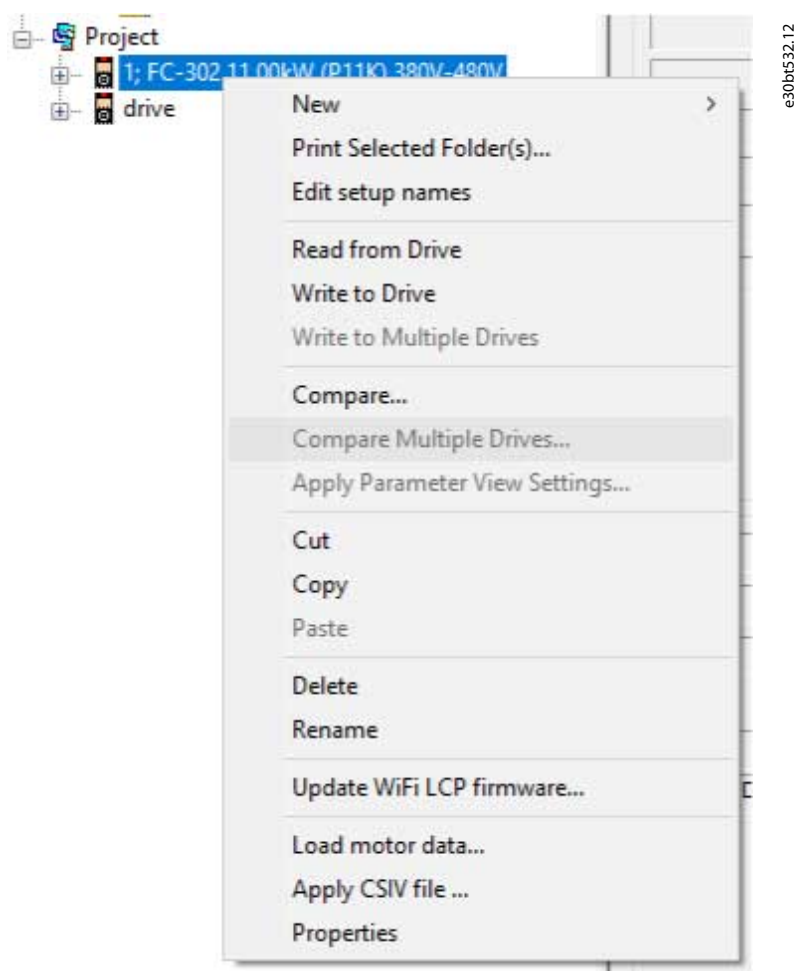 Project
1; FC-302 11.00kW (P11K) 380V-480V
drive
New
Print Selected Folder(s)...
Edit setup names
Read from Drive
Write to Drive
Write to Multiple Drives
Compare...
Compare Multiple Drives...
Apply Parameter View Settings...
Cut
Copy
Paste
Delete
Rename
Update WiFi LCP firmware...
Load motor data...
Apply CSIV file ...
Properties
e30bt532.12